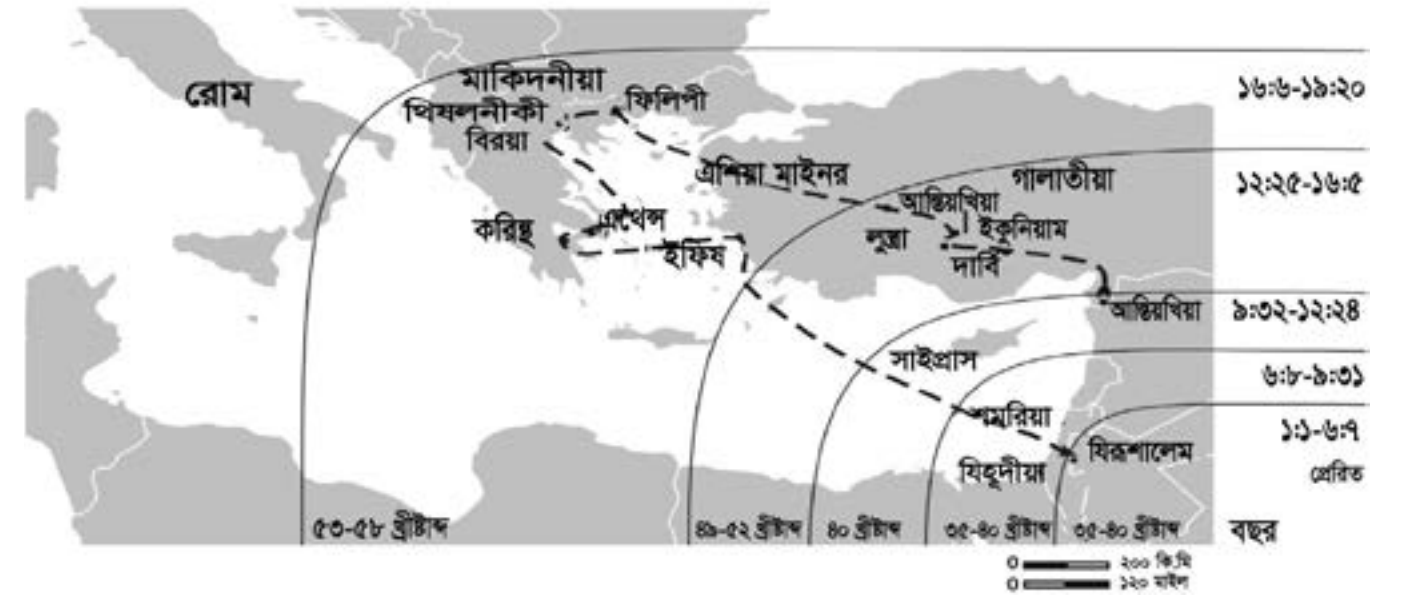 ১৬:৬-১৯:২০
মাকিদনীয়া
রোম
থিষলনীকী
ফিলিপী
বিরয়া
এশিয়া মাইনর
গালাতীয়া
১২:২৫-১৬:৫
আন্তিয়খিয়া
করিন্থ
এথেন্স
লুস্ত্রা
ইকুনিয়াম
ইফিষ
দার্বি
আন্তিয়খিয়া
৯:৩২-১২:২৪
সাইপ্রাস
৬:৮-৯:৩১
শমরিয়া
১:১-৬:৭
যিরূশালেম
যিহূদীয়া
প্রেরিত
৫৩-৫৮ খ্রীষ্টাব্দ
৪৯-৫২ খ্রীষ্টাব্দ
৪০ খ্রীষ্টাব্দ
৩৫-৪০ খ্রীষ্টাব্দ
৩৫-৪০ খ্রীষ্টাব্দ
বছর
0 ২০০ কি.মি
0 ১২০ মাইল